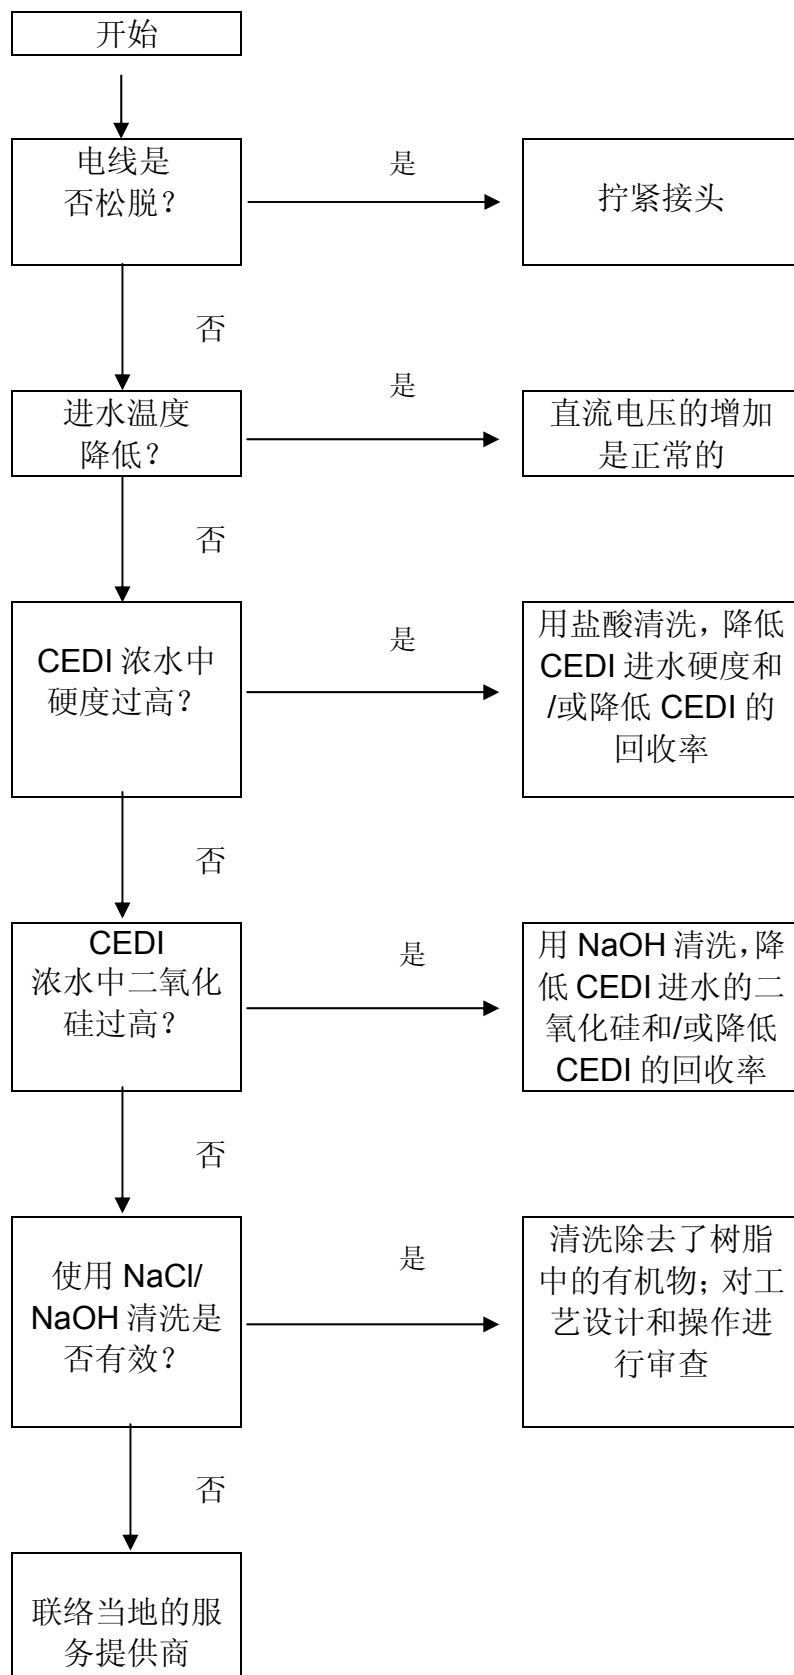 开始
电线是
否松脱？
是
拧紧接头
否
进水温度
降低？
是
直流电压的增加
是正常的
否
CEDI 浓水中
硬度过高？
是
用盐酸清洗，降低
CEDI 进水硬度和
/或降低 CEDI 的
回收率
否
CEDI
浓水中二氧化
硅过高？
是
用 NaOH 清洗，降
低 CEDI 进水的二
氧化硅和/或降低
CEDI 的回收率
否
使用 NaCl/
NaOH 清洗是
否有效？
是
清洗除去了树脂
中的有机物；对工
艺设计和操作进
行审查
否
联络当地的服
务提供商